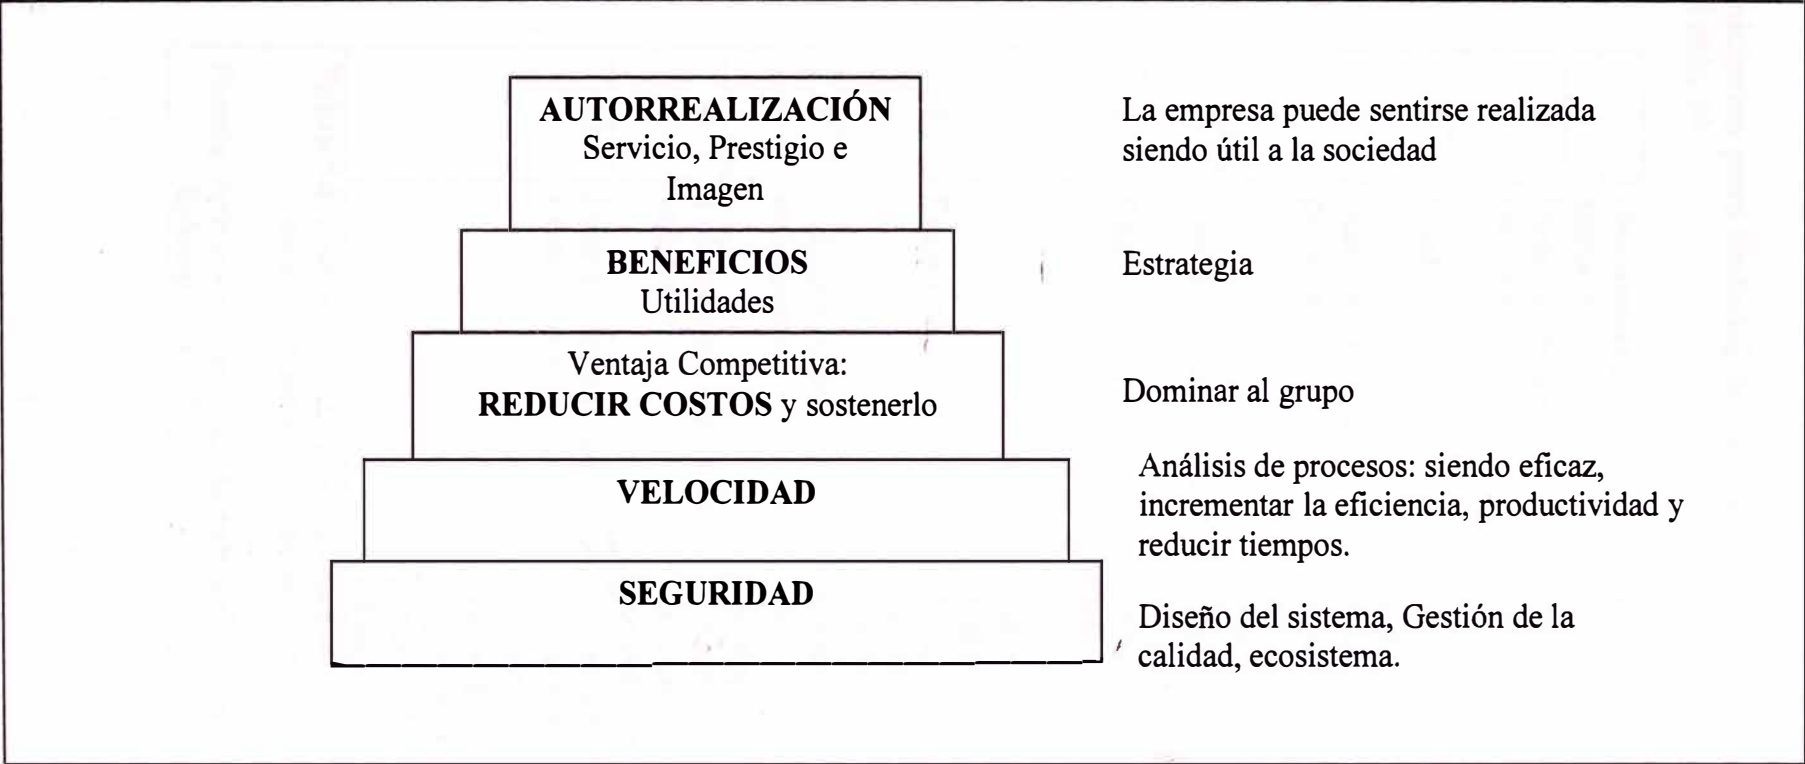 AUTORREALIZACIÓN
Servicio, Prestigio e
Imagen
La empresa puede sentirse realizada
siendo útil a la sociedad
BENEFICIOS
Utilidades
Estrategia
Ventaja Competitiva:
REDUCIR COSTOS y sostenerlo
Dominar al grupo
VELOCIDAD
Análisis de procesos: siendo eficaz,
incrementar la eficiencia, productividad y
reducir tiempos.
SEGURIDAD
Diseño del sistema, Gestión de la
calidad, ecosistema.